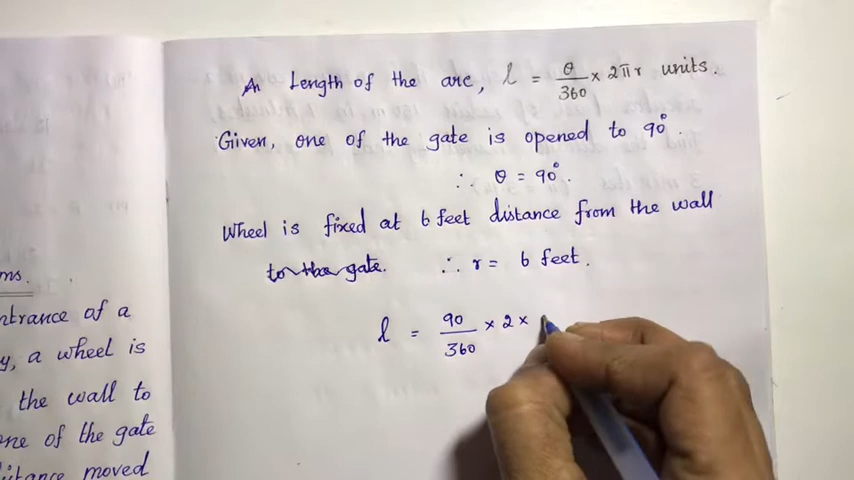 Length of the arc, l = θ/360 × 2πr units.
Given, one of the gate is opened to 90°.
∴ θ = 90°.
Wheel is fixed at 6 feet distance from the wall
to the gate. ∴ r = 6 feet.
l = 90/360 × 2 ×
ms.
ntrance of a
y, a wheel is
the wall to
ne of the gate
istance moved